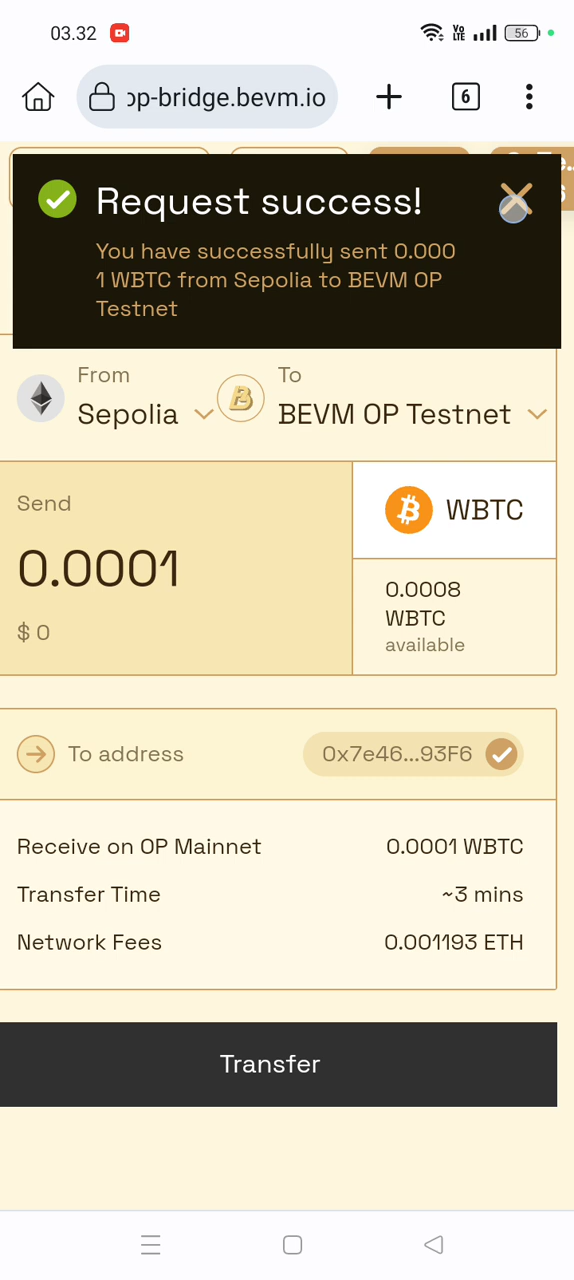 03.32
Vo
LTE
56
op-bridge.bevm.io
6
Request success!
You have successfully sent 0.000
1 WBTC from Sepolia to BEVM OP
Testnet
From
Sepolia
To
BEVM OP Testnet
Send
0.0001
$ 0
WBTC
0.0008
WBTC
available
To address
0x7e46...93F6
Receive on OP Mainnet
0.0001 WBTC
Transfer Time
~3 mins
Network Fees
0.001193 ETH
Transfer